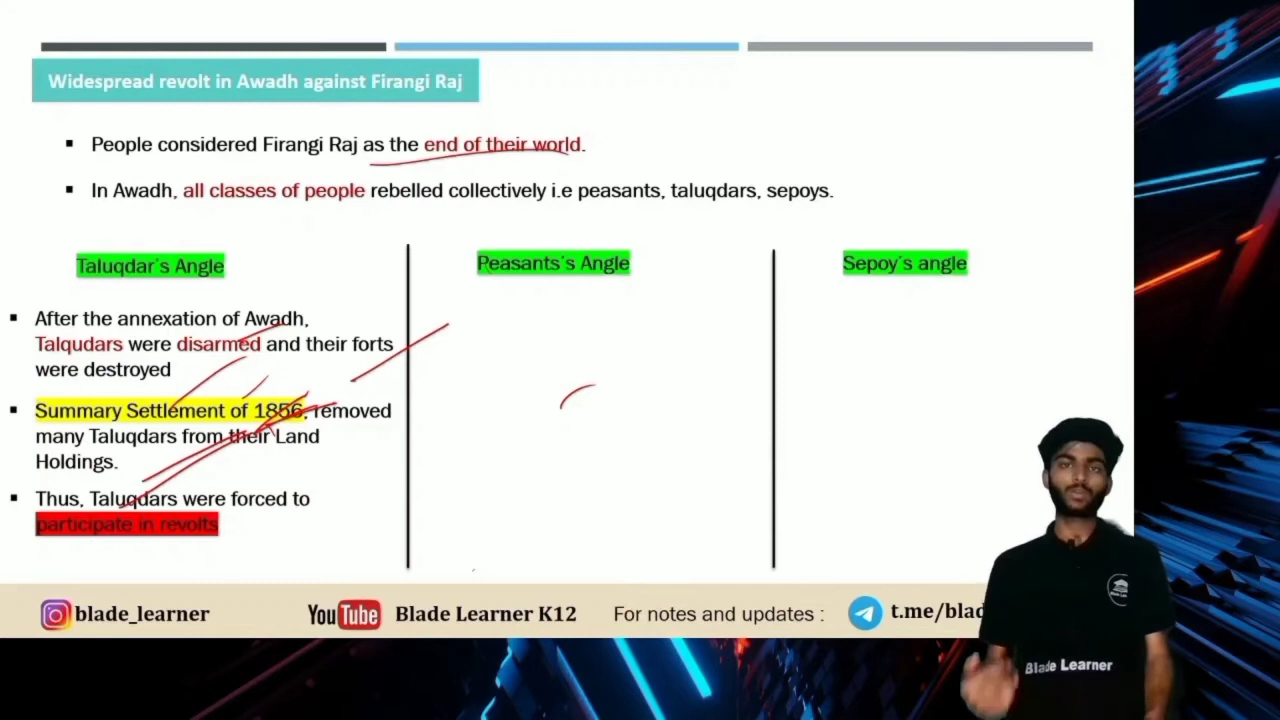 Widespread revolt in Awadh against Firangi Raj
▪ People considered Firangi Raj as the end of their world.
▪ In Awadh, all classes of people rebelled collectively i.e peasants, taluqdars, sepoys.
Taluqdar's Angle
▪ After the annexation of Awadh,
Talqudars were disarmed and their forts
were destroyed
▪ Summary Settlement of 1856, removed
many Taluqdars from their Land
Holdings.
▪ Thus, Taluqdars were forced to
participate in revolts
Peasants's Angle
Sepoy's angle
blade_learner
YouTube Blade Learner K12
For notes and updates :
t.me/blad
Blade Learner